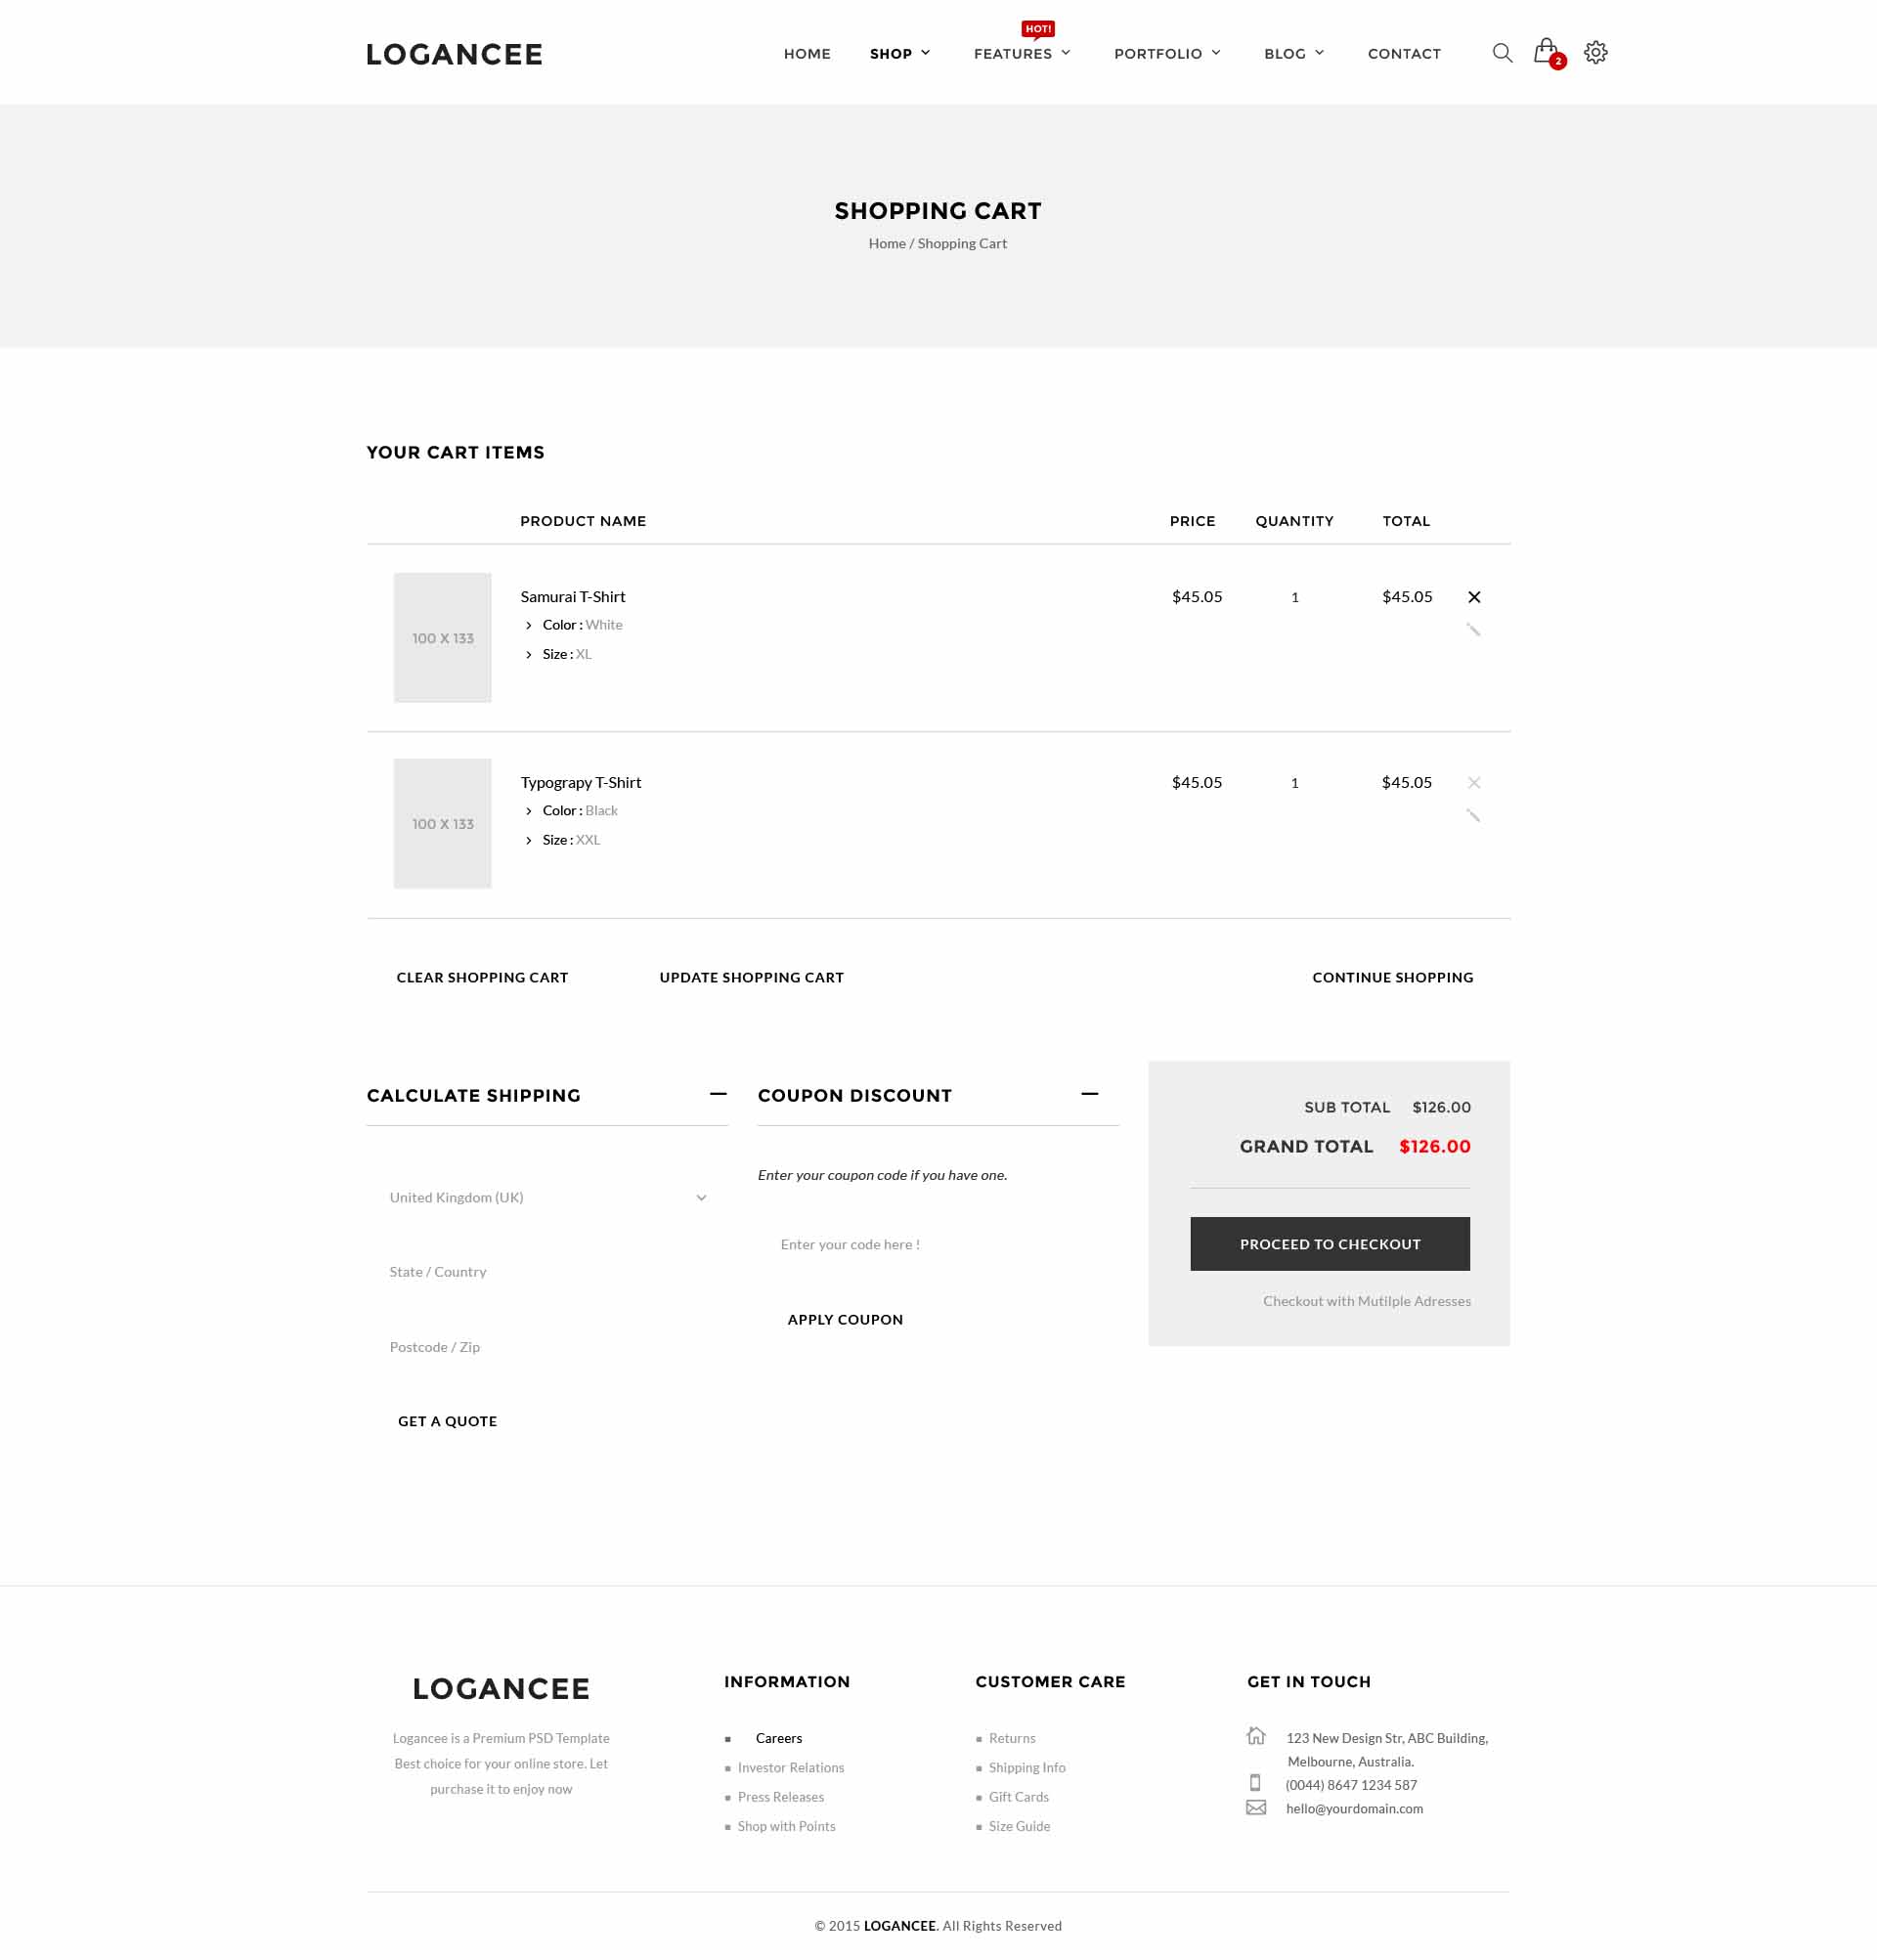 LOGANCEE
HOME SHOP FEATURES HOT! PORTFOLIO BLOG CONTACT 2
SHOPPING CART
Home / Shopping Cart
YOUR CART ITEMS
PRODUCT NAME PRICE QUANTITY TOTAL
100 X 133
Samurai T-Shirt $45.05 1 $45.05
Color : White
Size : XL
100 X 133
Typograpy T-Shirt $45.05 1 $45.05
Color : Black
Size : XXL
CLEAR SHOPPING CART UPDATE SHOPPING CART CONTINUE SHOPPING
CALCULATE SHIPPING
United Kingdom (UK)
State / Country
Postcode / Zip
GET A QUOTE
COUPON DISCOUNT
Enter your coupon code if you have one.
Enter your code here !
APPLY COUPON
SUB TOTAL $126.00
GRAND TOTAL $126.00
PROCEED TO CHECKOUT
Checkout with Mutilple Adresses
LOGANCEE
Logancee is a Premium PSD Template
Best choice for your online store. Let
purchase it to enjoy now
INFORMATION
Careers
Investor Relations
Press Releases
Shop with Points
CUSTOMER CARE
Returns
Shipping Info
Gift Cards
Size Guide
GET IN TOUCH
123 New Design Str, ABC Building,
Melbourne, Australia.
(0044) 8647 1234 587
hello@yourdomain.com
© 2015 LOGANCEE. All Rights Reserved